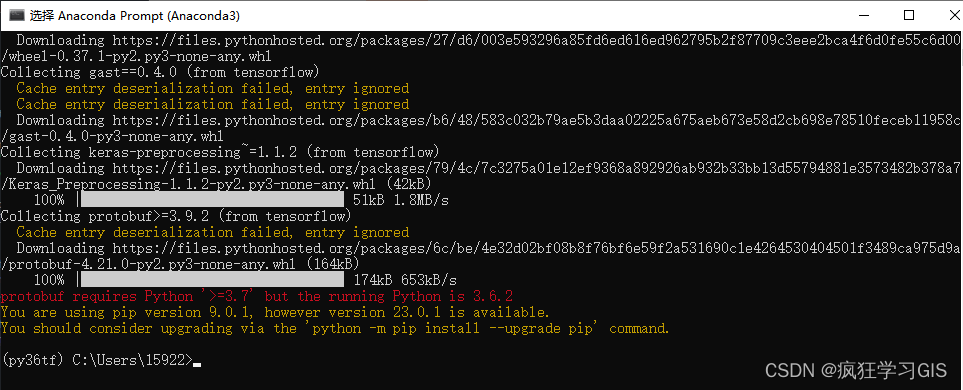 选择 Anaconda Prompt (Anaconda3)
Downloading https://files.pythonhosted.org/packages/27/d6/003e593296a85fd6ed616ed962795b2f87709c3eee2bca4f6d0fe55c6d00
/wheel-0.37.1-py2.py3-none-any.whl
Collecting gast==0.4.0 (from tensorflow)
Cache entry deserialization failed, entry ignored
Cache entry deserialization failed, entry ignored
Downloading https://files.pythonhosted.org/packages/b6/48/583c032b79ae5b3daa02225a675aeb673e58d2cb698e78510feceb11958c
/gast-0.4.0-py3-none-any.whl
Collecting keras-preprocessing~=1.1.2 (from tensorflow)
Downloading https://files.pythonhosted.org/packages/79/4c/7c3275a01e12ef9368a892926ab932b33bb13d55794881e3573482b378a7
/Keras_Preprocessing-1.1.2-py2.py3-none-any.whl (42kB)
100% | 51kB 1.8MB/s
Collecting protobuf>=3.9.2 (from tensorflow)
Cache entry deserialization failed, entry ignored
Downloading https://files.pythonhosted.org/packages/6c/be/4e32d02bf08b8f76bf6e59f2a531690c1e4264530404501f3489ca975d9a
/protobuf-4.21.0-py2.py3-none-any.whl (164kB)
100% | 174kB 653kB/s
protobuf requires Python '>=3.7' but the running Python is 3.6.2
You are using pip version 9.0.1, however version 23.0.1 is available.
You should consider upgrading via the 'python -m pip install --upgrade pip' command.
(py36tf) C:\Users\15922>
CSDN @疯狂学习GIS